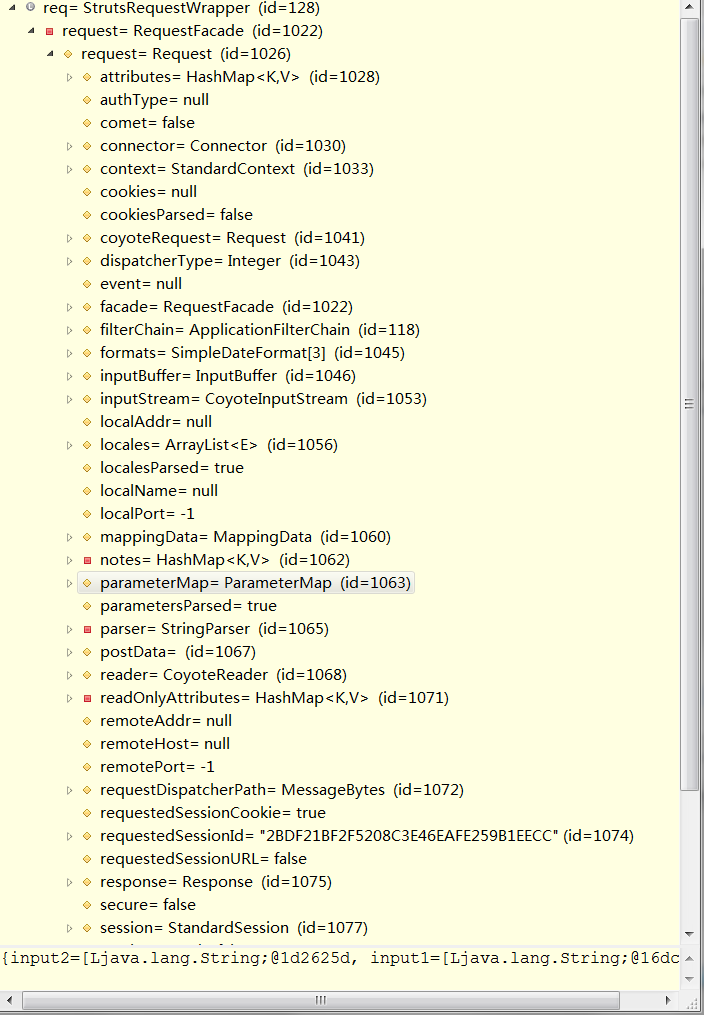 req= StrutsRequestWrapper (id=128)
request= RequestFacade (id=1022)
request= Request (id=1026)
attributes= HashMap<K,V> (id=1028)
authType= null
comet= false
connector= Connector (id=1030)
context= StandardContext (id=1033)
cookies= null
cookiesParsed= false
coyoteRequest= Request (id=1041)
dispatcherType= Integer (id=1043)
event= null
facade= RequestFacade (id=1022)
filterChain= ApplicationFilterChain (id=118)
formats= SimpleDateFormat[3] (id=1045)
inputBuffer= InputBuffer (id=1046)
inputStream= CoyoteInputStream (id=1053)
localAddr= null
locales= ArrayList<E> (id=1056)
localesParsed= true
localName= null
localPort= -1
mappingData= MappingData (id=1060)
notes= HashMap<K,V> (id=1062)
parameterMap= ParameterMap (id=1063)
parametersParsed= true
parser= StringParser (id=1065)
postData= (id=1067)
reader= CoyoteReader (id=1068)
readOnlyAttributes= HashMap<K,V> (id=1071)
remoteAddr= null
remoteHost= null
remotePort= -1
requestDispatcherPath= MessageBytes (id=1072)
requestedSessionCookie= true
requestedSessionId= "2BDF21BF2F5208C3E46EAFE259B1EECC" (id=1074)
requestedSessionURL= false
response= Response (id=1075)
secure= false
session= StandardSession (id=1077)
{input2=[Ljava.lang.String;@1d2625d, input1=[Ljava.lang.String;@16dc